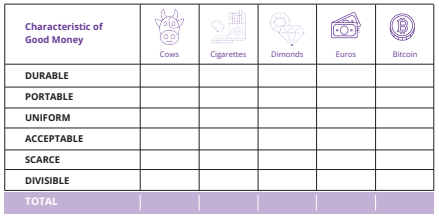 Characteristic of
Good Money
Cows Cigarettes Dimonds Euros Bitcoin
DURABLE
PORTABLE
UNIFORM
ACCEPTABLE
SCARCE
DIVISIBLE
TOTAL